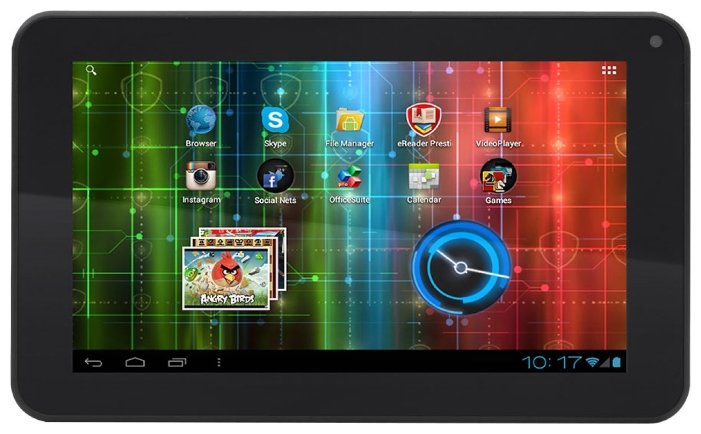 Browser
Skype
File Manager
eReader Presti
VideoPlayer.
Instagram
Social Nets
OfficeSuite
Calendar
Games
ANGRY BIRDS
10:17